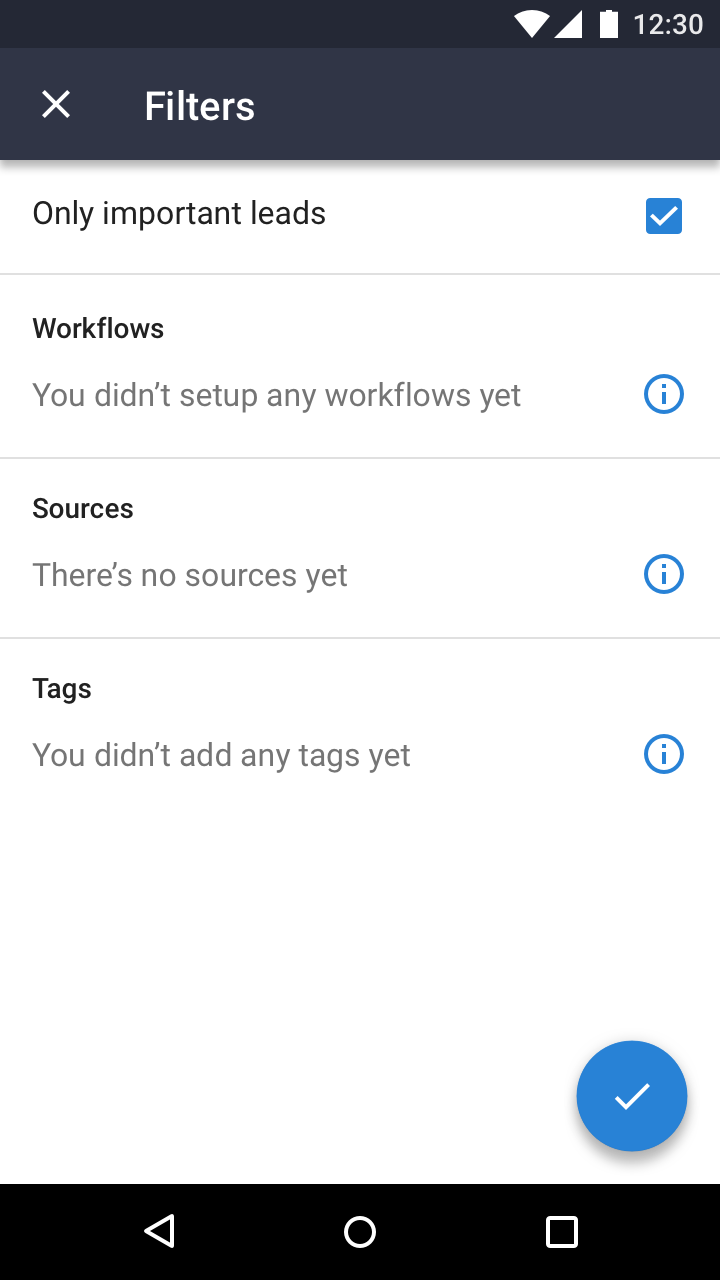 12:30
Filters
Only important leads
Workflows
You didn’t setup any workflows yet
Sources
There’s no sources yet
Tags
You didn’t add any tags yet